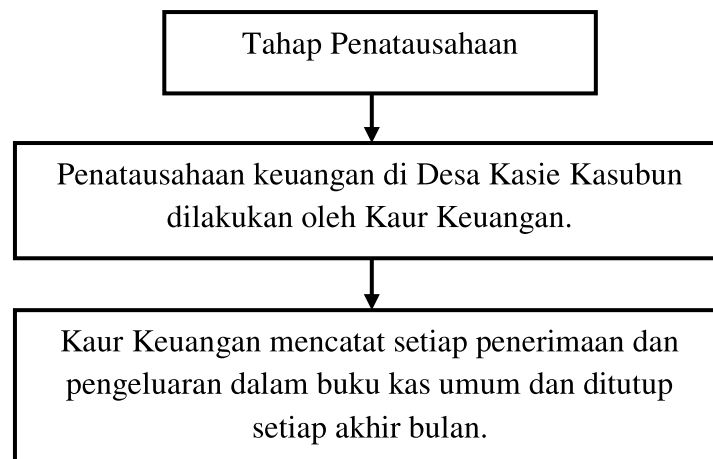 Tahap Penatausahaan
Penatausahaan keuangan di Desa Kasie Kasubun
dilakukan oleh Kaur Keuangan.
Kaur Keuangan mencatat setiap penerimaan dan
pengeluaran dalam buku kas umum dan ditutup
setiap akhir bulan.